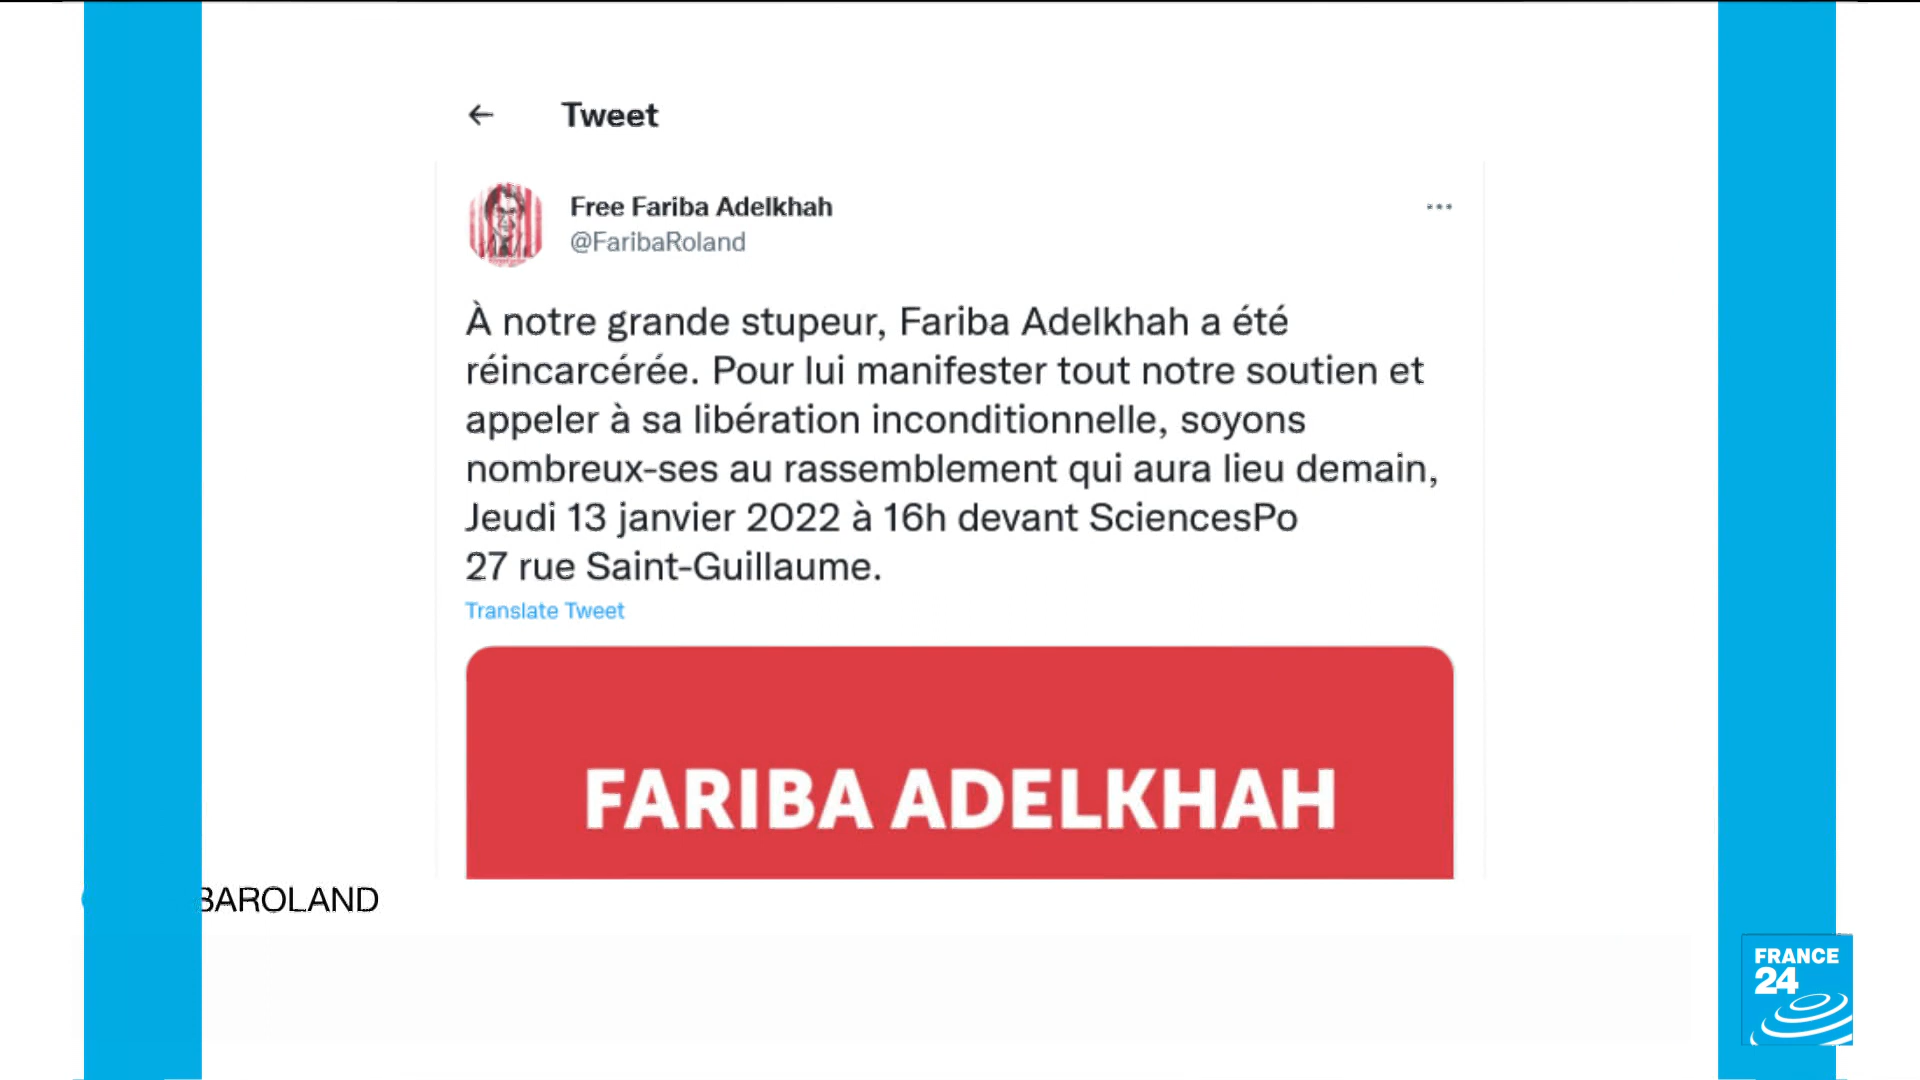 Tweet
Free Fariba Adelkhah
@FaribaRoland
À notre grande stupeur, Fariba Adelkhah a été
réincarcérée. Pour lui manifester tout notre soutien et
appeler à sa libération inconditionnelle, soyons
nombreux-ses au rassemblement qui aura lieu demain,
Jeudi 13 janvier 2022 à 16h devant SciencesPo
27 rue Saint-Guillaume.
Translate Tweet
FARIBA ADELKHAH
BAROLAND
FRANCE
24